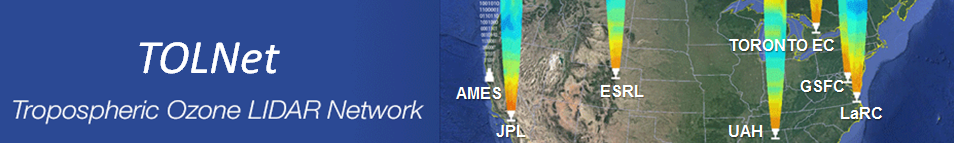 TOLNet
Tropospheric Ozone LIDAR Network
TORONTO EC
AMES
ESRL
GSFC
LaRC
JPL
UAH